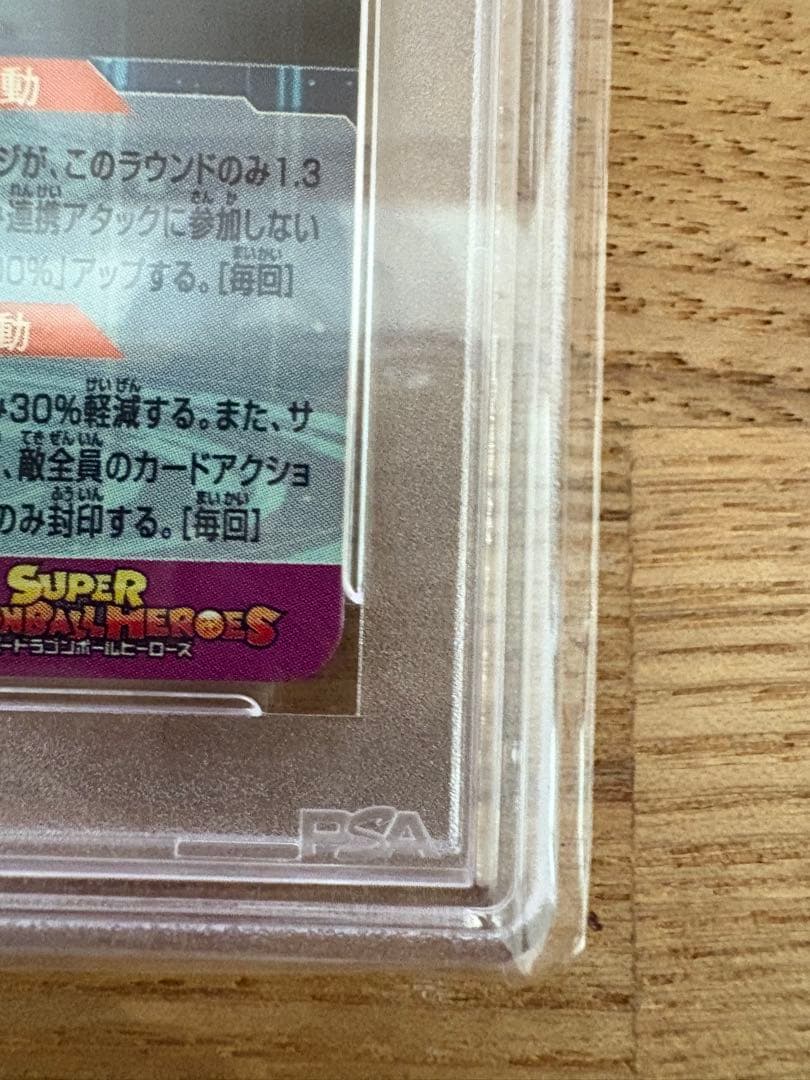 動
ジが、このラウンドのみ1.3
連携アタックに参加しない
00%」アップする。[毎回]
動
み30%軽減する。また、サ
、敵全員のカードアクショ
のみ封印する。[毎回]
SUPER
ONBALL HEROES
ードラゴンボールヒーローズ
PSA